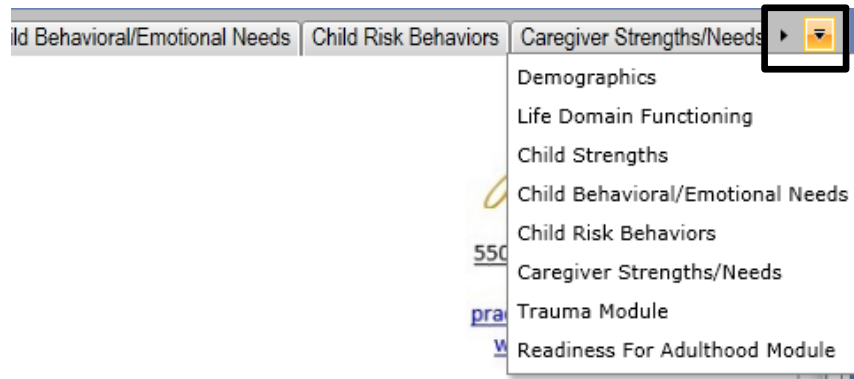 ild Behavioral/Emotional Needs Child Risk Behaviors Caregiver Strengths/Needs
Demographics
Life Domain Functioning
Child Strengths
Child Behavioral/Emotional Needs
Child Risk Behaviors
550
Caregiver Strengths/Needs
pra
Trauma Module
w
Readiness For Adulthood Module